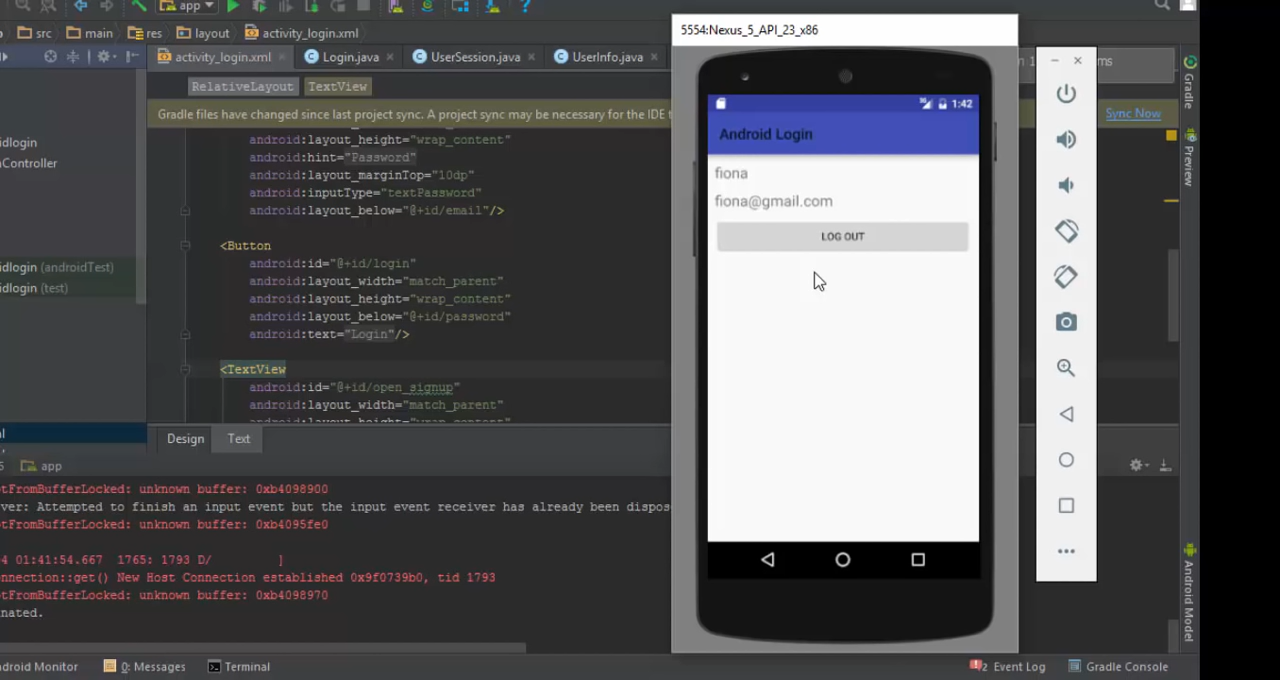 app
src main res layout activity_login.xml
activity_login.xml Login.java UserSession.java UserInfo.java
RelativeLayout TextView
Gradle files have changed since last project sync. A project sync may be necessary for the IDE t
Sync Now
android:layout_height="wrap_content"
android:hint="Password"
android:layout_marginTop="10dp"
android:inputType="textPassword"
android:layout_below="@+id/email"/>
<Button
android:id="@+id/login"
android:layout_width="match_parent"
android:layout_height="wrap_content"
android:layout_below="@+id/password"
android:text="Login"/>
<TextView
android:id="@+id/open_signup"
android:layout_width="match_parent"
idlogin
Controller
idlogin (androidTest)
idlogin (test)
Design Text
app
tFromBufferLocked: unknown buffer: 0xb4098900
ver: Attempted to finish an input event but the input event receiver has already been dispos
tFromBufferLocked: unknown buffer: 0xb4095fe0
4 01:41:54.667 1765: 1793 D/ ]
onnection::get() New Host Connection established 0x9f0739b0, tid 1793
tFromBufferLocked: unknown buffer: 0xb4098970
nated.
ndroid Monitor 0: Messages Terminal
2 Event Log Gradle Console
5554:Nexus_5_API_23_x86
1:42
Android Login
fiona
fiona@gmail.com
LOG OUT
ms
Gradle
Preview
Android Model